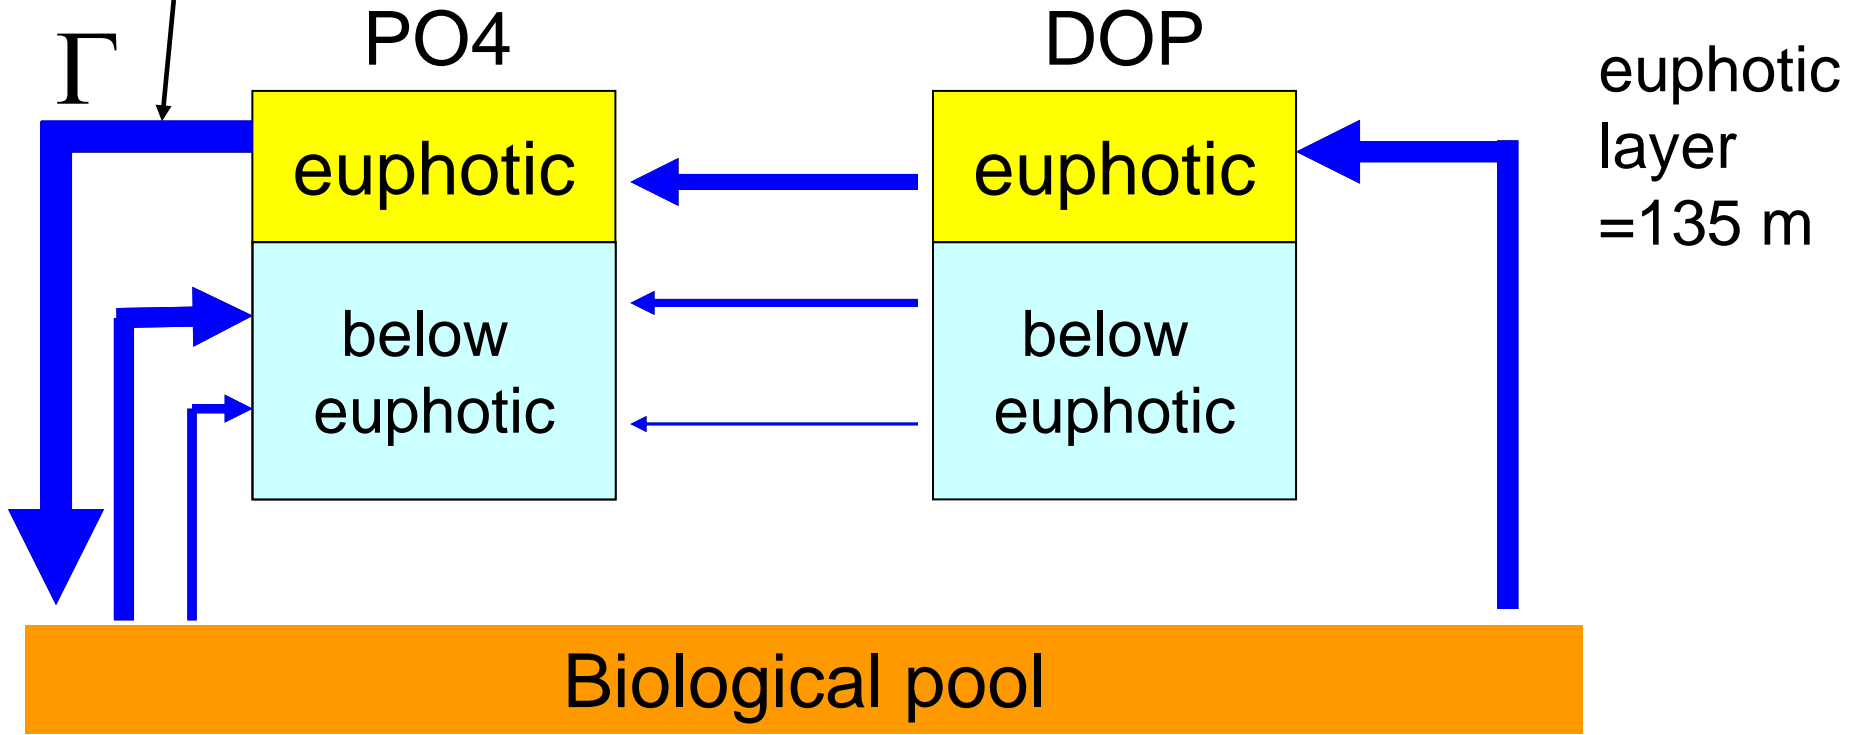 Γ
PO4
DOP
euphotic
euphotic
euphotic
layer
=135 m
below
euphotic
below
euphotic
Biological pool